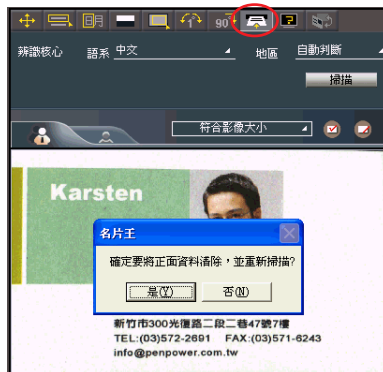 90°
辨識核心 語系 中文 地區 自動判斷
掃描
符合影像大小
Karsten
名片王
確定要將正面資料清除，並重新掃描?
是(Y) 否(N)
新竹市300光復路二段二巷47號7樓
TEL:(03)572-2691 FAX:(03)571-6243
info@penpower.com.tw